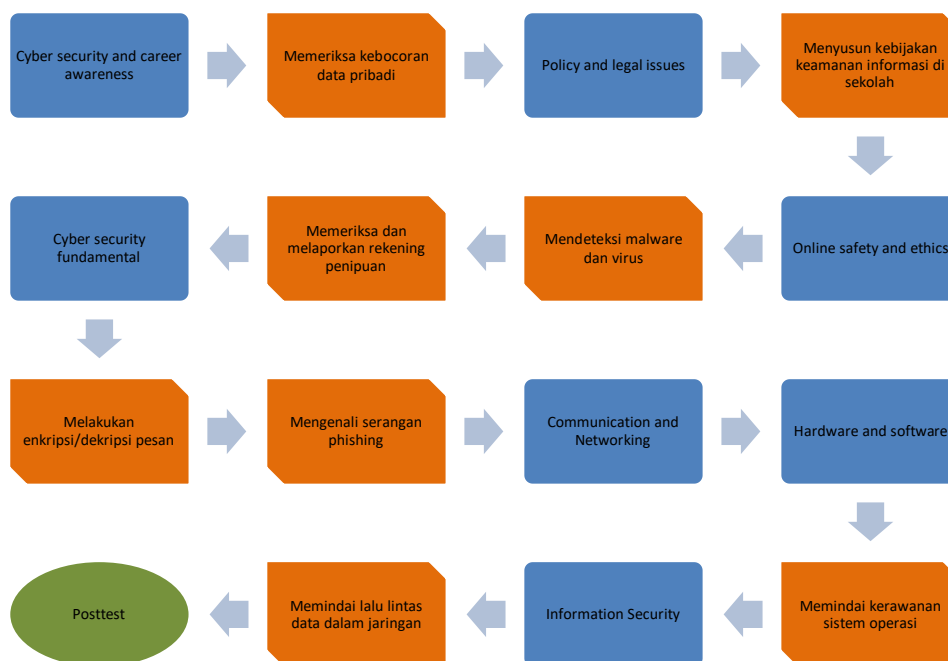 Cyber security and career
awareness
Memeriksa kebocoran
data pribadi
Policy and legal issues
Menyusun kebijakan
keamanan informasi di
sekolah
Online safety and ethics
Mendeteksi malware
dan virus
Memeriksa dan
melaporkan rekening
penipuan
Cyber security
fundamental
Melakukan
enkripsi/dekripsi pesan
Mengenali serangan
phishing
Communication and
Networking
Hardware and software
Memindai kerawanan
sistem operasi
Information Security
Memindai lalu lintas
data dalam jaringan
Posttest